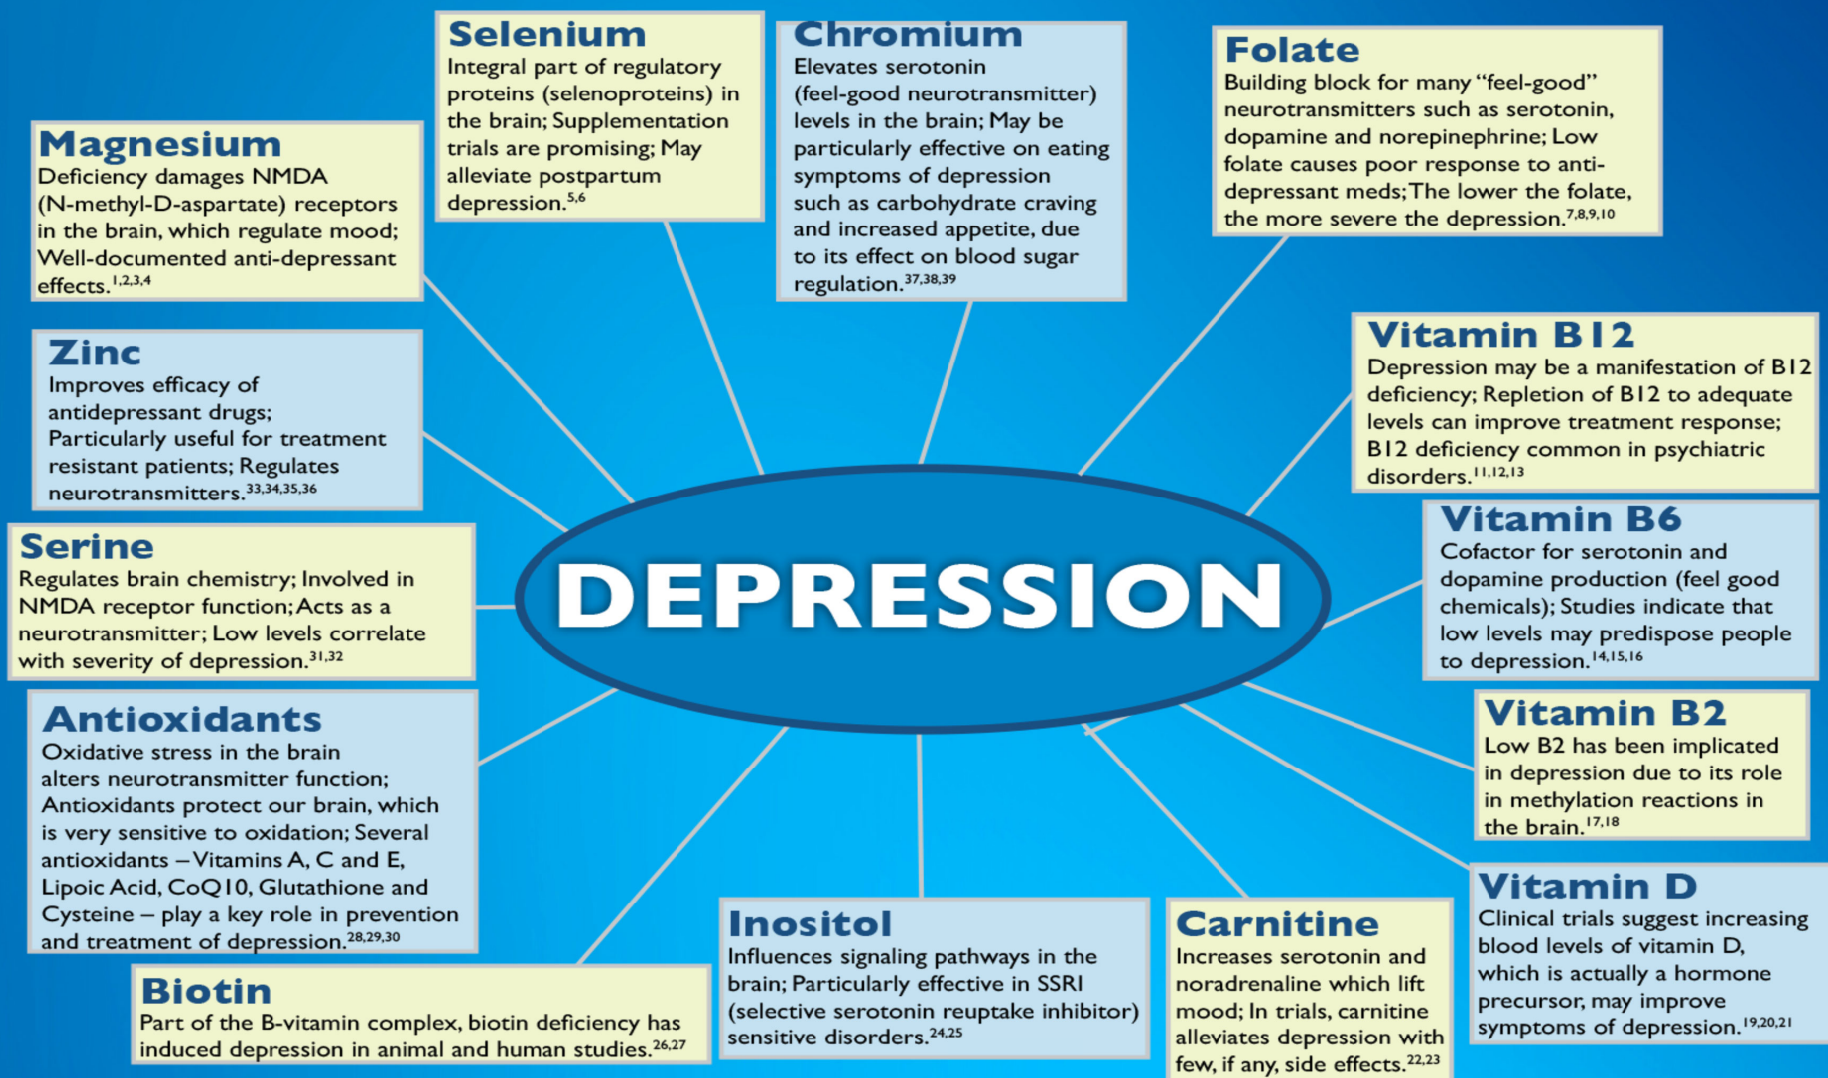 Selenium
Integral part of regulatory
proteins (selenoproteins) in
the brain; Supplementation
trials are promising; May
alleviate postpartum
depression.5,6
Chromium
Elevates serotonin
(feel-good neurotransmitter)
levels in the brain; May be
particularly effective on eating
symptoms of depression
such as carbohydrate craving
and increased appetite, due
to its effect on blood sugar
regulation.37,38,39
Folate
Building block for many “feel-good”
neurotransmitters such as serotonin,
dopamine and norepinephrine; Low
folate causes poor response to anti-
depressant meds; The lower the folate,
the more severe the depression.7,8,9,10
Magnesium
Deficiency damages NMDA
(N-methyl-D-aspartate) receptors
in the brain, which regulate mood;
Well-documented anti-depressant
effects.1,2,3,4
Vitamin B12
Depression may be a manifestation of B12
deficiency; Repletion of B12 to adequate
levels can improve treatment response;
B12 deficiency common in psychiatric
disorders.11,12,13
Zinc
Improves efficacy of
antidepressant drugs;
Particularly useful for treatment
resistant patients; Regulates
neurotransmitters.33,34,35,36
Vitamin B6
Cofactor for serotonin and
dopamine production (feel good
chemicals); Studies indicate that
low levels may predispose people
to depression.14,15,16
Serine
Regulates brain chemistry; Involved in
NMDA receptor function; Acts as a
neurotransmitter; Low levels correlate
with severity of depression.31,32
DEPRESSION
Vitamin B2
Low B2 has been implicated
in depression due to its role
in methylation reactions in
the brain.17,18
Antioxidants
Oxidative stress in the brain
alters neurotransmitter function;
Antioxidants protect our brain, which
is very sensitive to oxidation; Several
antioxidants – Vitamins A, C and E,
Lipoic Acid, CoQ10, Glutathione and
Cysteine – play a key role in prevention
and treatment of depression.28,29,30
Vitamin D
Clinical trials suggest increasing
blood levels of vitamin D,
which is actually a hormone
precursor, may improve
symptoms of depression.19,20,21
Inositol
Influences signaling pathways in the
brain; Particularly effective in SSRI
(selective serotonin reuptake inhibitor)
sensitive disorders.24,25
Carnitine
Increases serotonin and
noradrenaline which lift
mood; In trials, carnitine
alleviates depression with
few, if any, side effects.22,23
Biotin
Part of the B-vitamin complex, biotin deficiency has
induced depression in animal and human studies.26,27